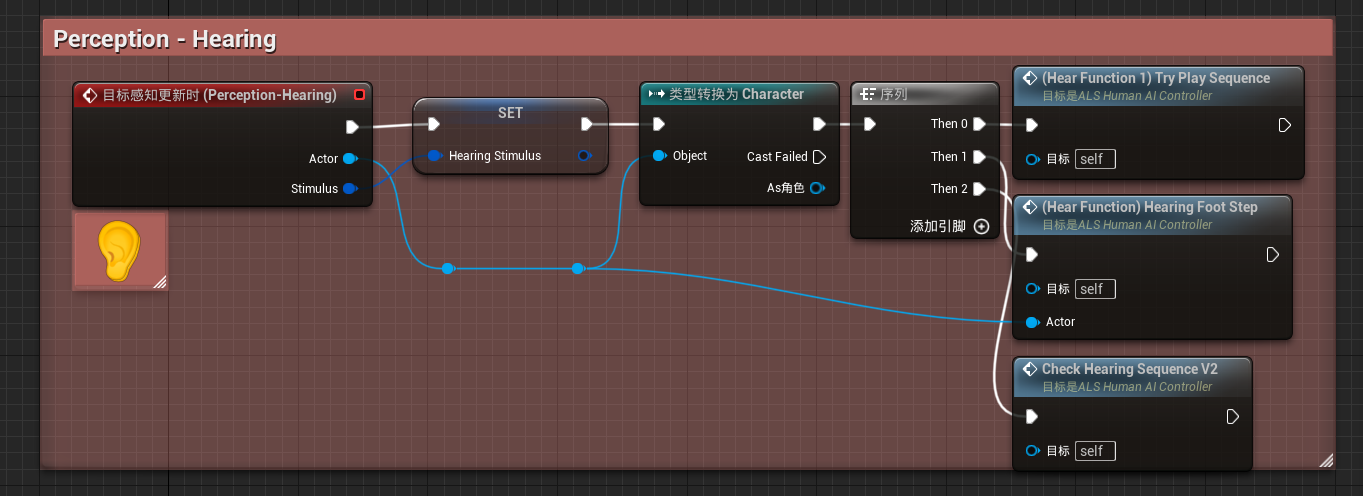 Perception - Hearing
目标感知更新时 (Perception-Hearing)
Actor
Stimulus
SET
Hearing Stimulus
类型转换为 Character
Object
Cast Failed
As角色
序列
Then 0
Then 1
Then 2
添加引脚
(Hear Function 1) Try Play Sequence
目标是ALS Human AI Controller
目标 self
(Hear Function) Hearing Foot Step
目标是ALS Human AI Controller
目标 self
Actor
Check Hearing Sequence V2
目标是ALS Human AI Controller
目标 self